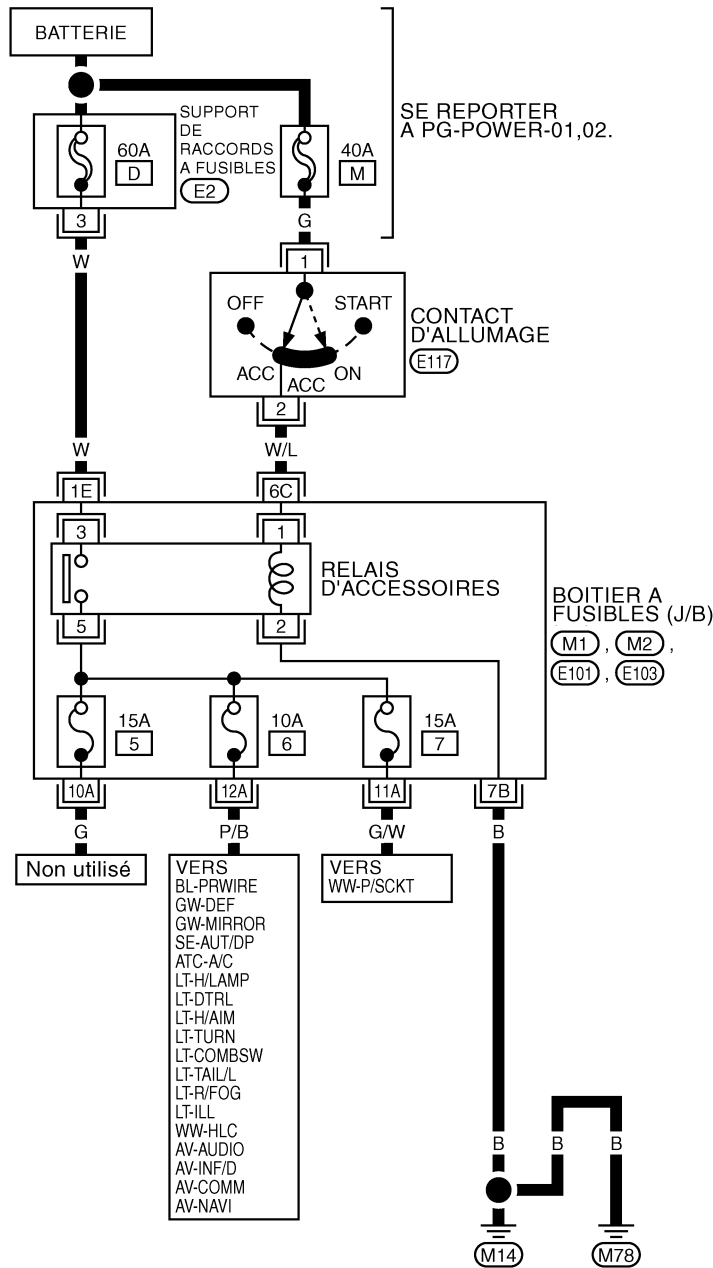 BATTERIE
SUPPORT
DE
RACCORDS
A FUSIBLES
E2
60A
D
40A
M
SE REPORTER
A PG-POWER-01,02.
3
G
W
1
OFF
START
ACC
ACC
ON
CONTACT
D'ALLUMAGE
E117
2
W
W/L
1E
6C
3
1
RELAIS
D'ACCESSOIRES
BOITIER A
FUSIBLES (J/B)
M1 , M2 ,
E101 , E103
5
2
15A
5
10A
6
15A
7
10A
12A
11A
7B
G
P/B
G/W
B
Non utilisé
VERS
BL-PRWIRE
GW-DEF
GW-MIRROR
SE-AUT/DP
ATC-A/C
LT-H/LAMP
LT-DTRL
LT-H/AIM
LT-TURN
LT-COMBSW
LT-TAIL/L
LT-R/FOG
LT-ILL
WW-HLC
AV-AUDIO
AV-INF/D
AV-COMM
AV-NAVI
VERS
WW-P/SCKT
B
B
B
M14
M78